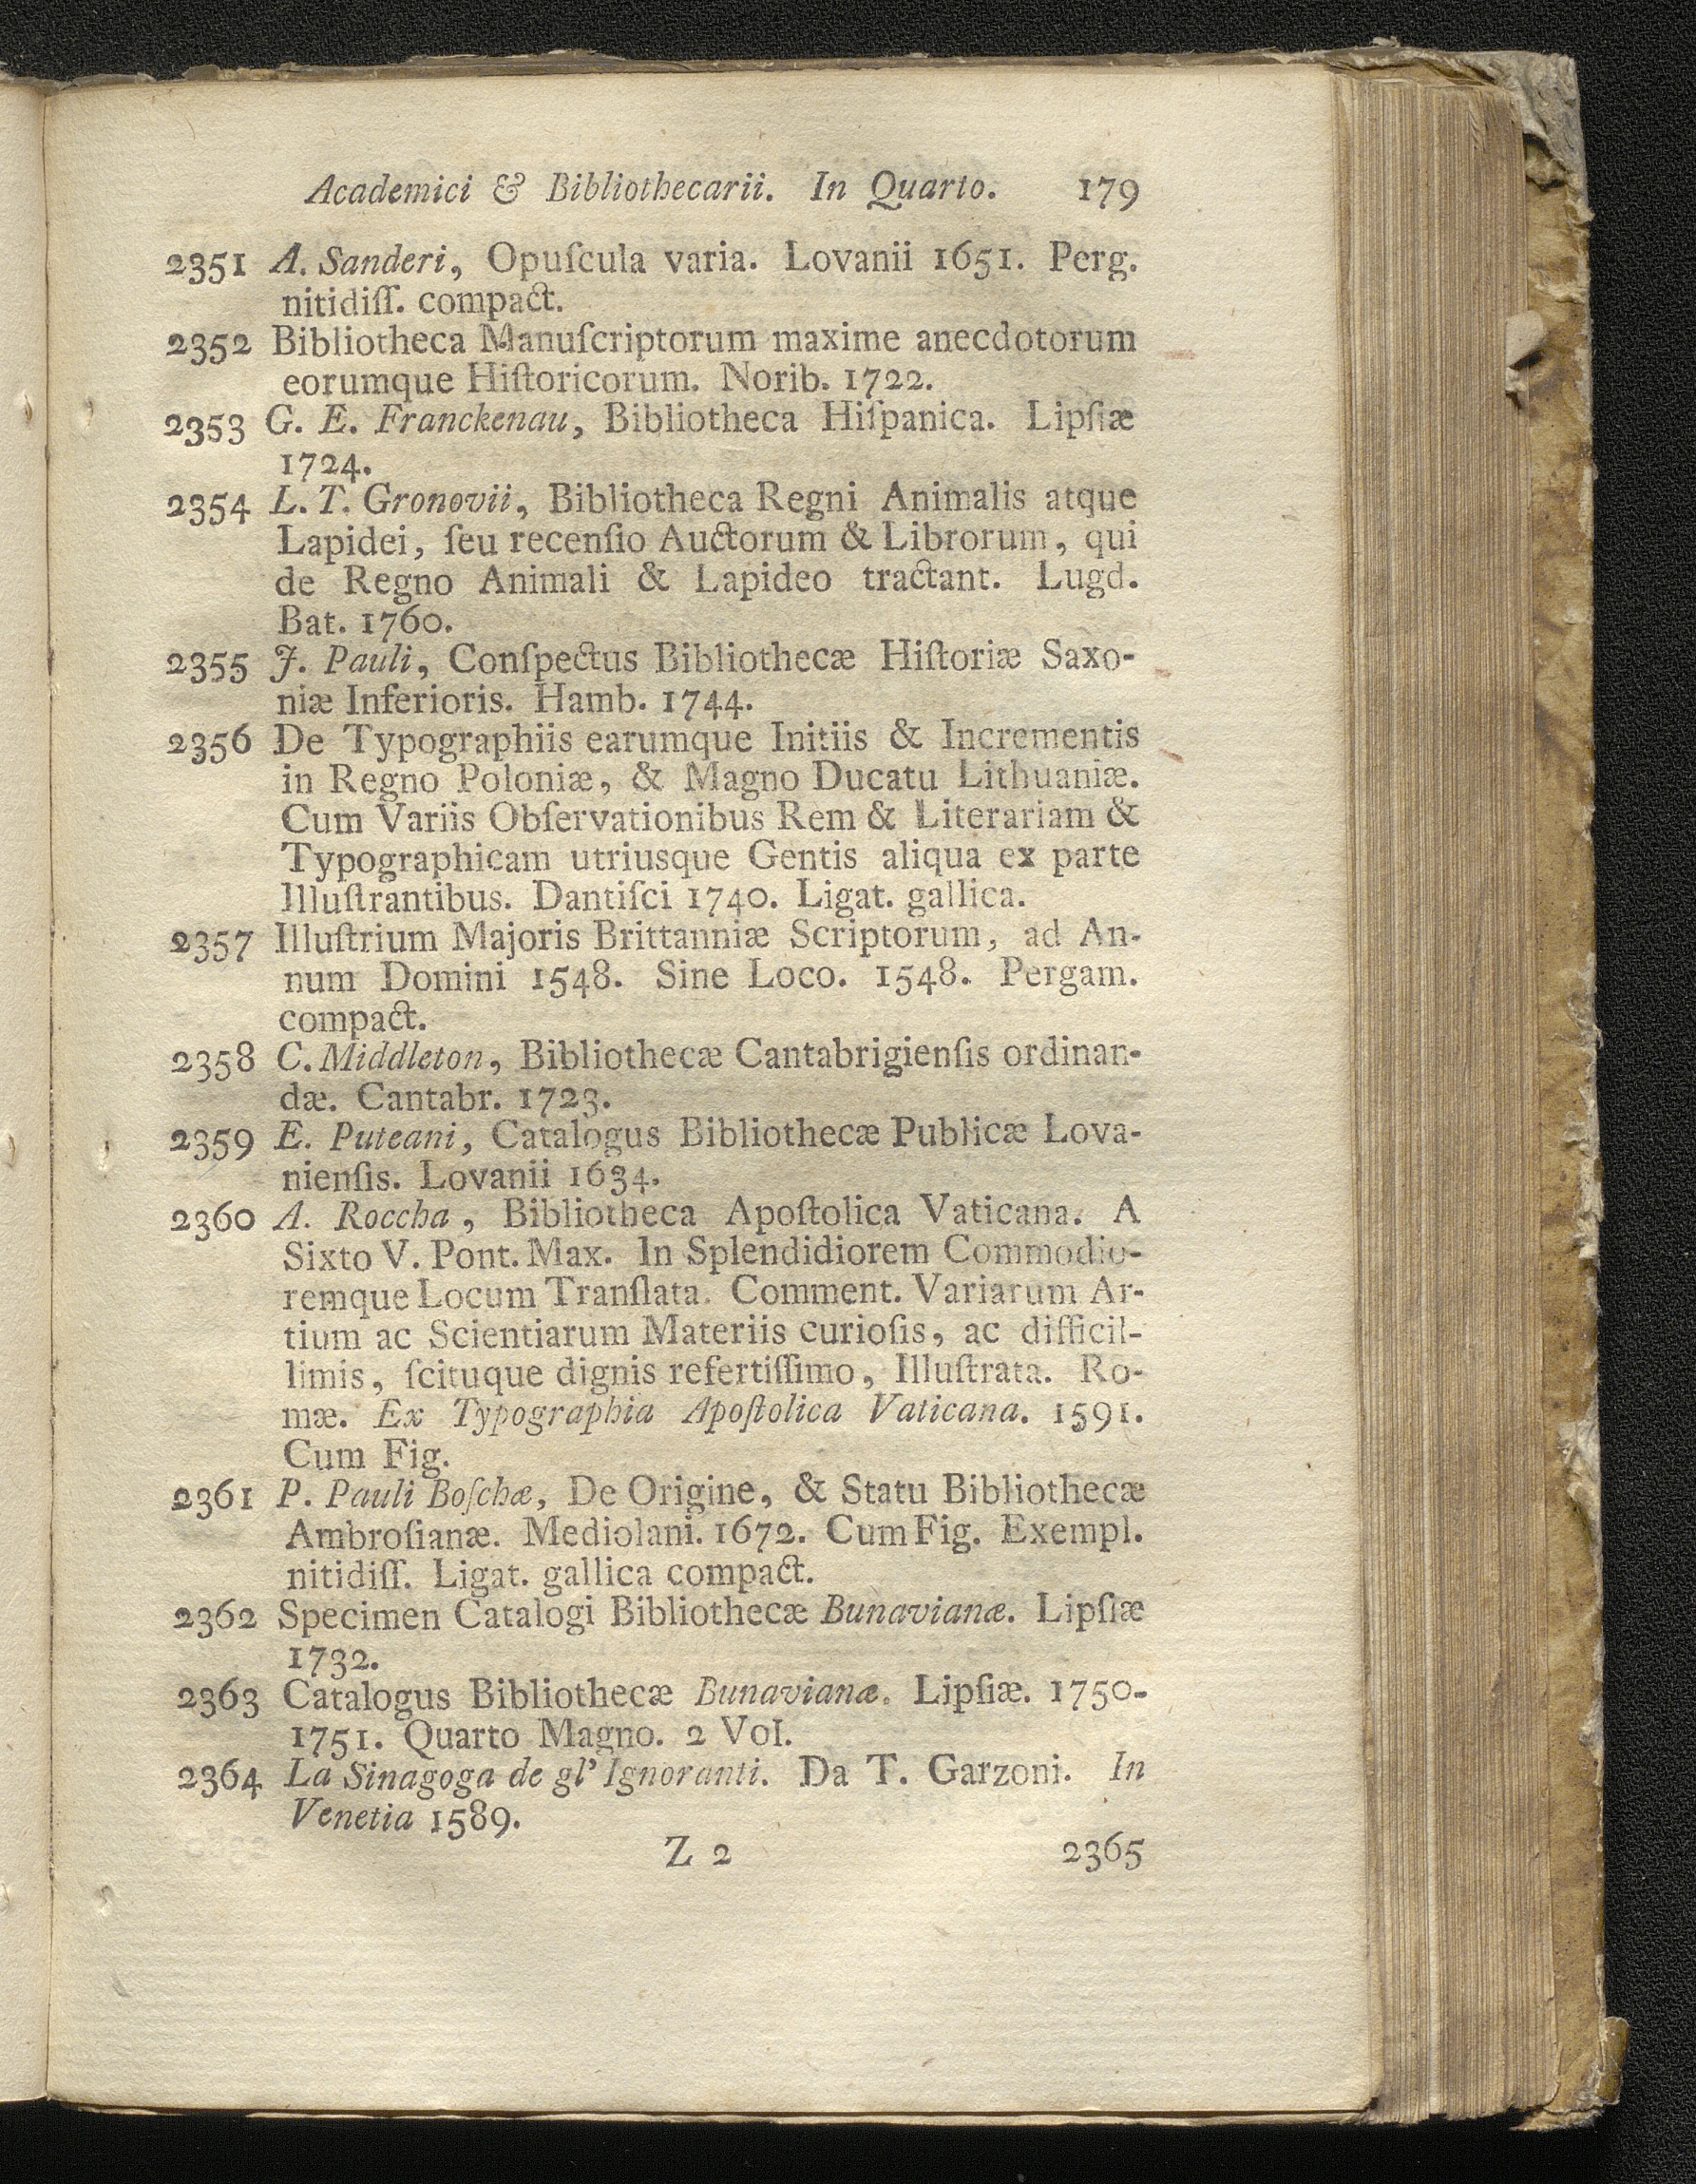 Academici & Bibliothecarii. In Quarto. 179
2351 A. Sanderi, Opuſcula varia. Lovanii 1651. Perg.
nitidiſſ. compact.
2352 Bibliotheca Manuſcriptorum maxime anecdotorum
eorumque Hiſtoricorum. Norib. 1722.
2353 G. E. Franckenau, Bibliotheca Hiſpanica. Lipſiæ
1724.
2354 L. T. Gronovii, Bibliotheca Regni Animalis atque
Lapidei, ſeu recenſio Auctorum & Librorum, qui
de Regno Animali & Lapideo tractant. Lugd.
Bat. 1760.
2355 J. Pauli, Conſpectus Bibliothecæ Hiſtoriæ Saxo-
niæ Inferioris. Hamb. 1744.
2356 De Typographiis earumque Initiis & Incrementis
in Regno Poloniæ, & Magno Ducatu Lithuaniæ.
Cum Variis Obſervationibus Rem & Literariam &
Typographicam utriusque Gentis aliqua ex parte
Illuſtrantibus. Dantiſci 1740. Ligat. gallica.
2357 Illuſtrium Majoris Brittanniæ Scriptorum, ad An-
num Domini 1548. Sine Loco. 1548. Pergam.
compact.
2358 C. Middleton, Bibliothecæ Cantabrigienſis ordinan-
dæ. Cantabr. 1723.
2359 E. Puteani, Catalogus Bibliothecæ Publicæ Lova-
nienſis. Lovanii 1634.
2360 A. Roccha, Bibliotheca Apoſtolica Vaticana. A
Sixto V. Pont. Max. In Splendidiorem Commodio-
remque Locum Tranſlata. Comment. Variarum Ar-
tium ac Scientiarum Materiis curioſis, ac difficil-
limis, ſcituque dignis refertiſſimo, Illuſtrata. Ro-
mæ. Ex Typographia Apoſtolica Vaticana. 1591.
Cum Fig.
2361 P. Pauli Boſchæ, De Origine, & Statu Bibliothecæ
Ambroſianæ. Mediolani. 1672. Cum Fig. Exempl.
nitidiſſ. Ligat. gallica compact.
2362 Specimen Catalogi Bibliothecæ Bunavianæ. Lipſiæ
1732.
2363 Catalogus Bibliothecæ Bunavianæ. Lipſiæ. 1750-
1751. Quarto Magno. 2 Vol.
2364 La Sinagoga de gl' Ignoranti. Da T. Garzoni. In
Venetia 1589.
Z 2 2365